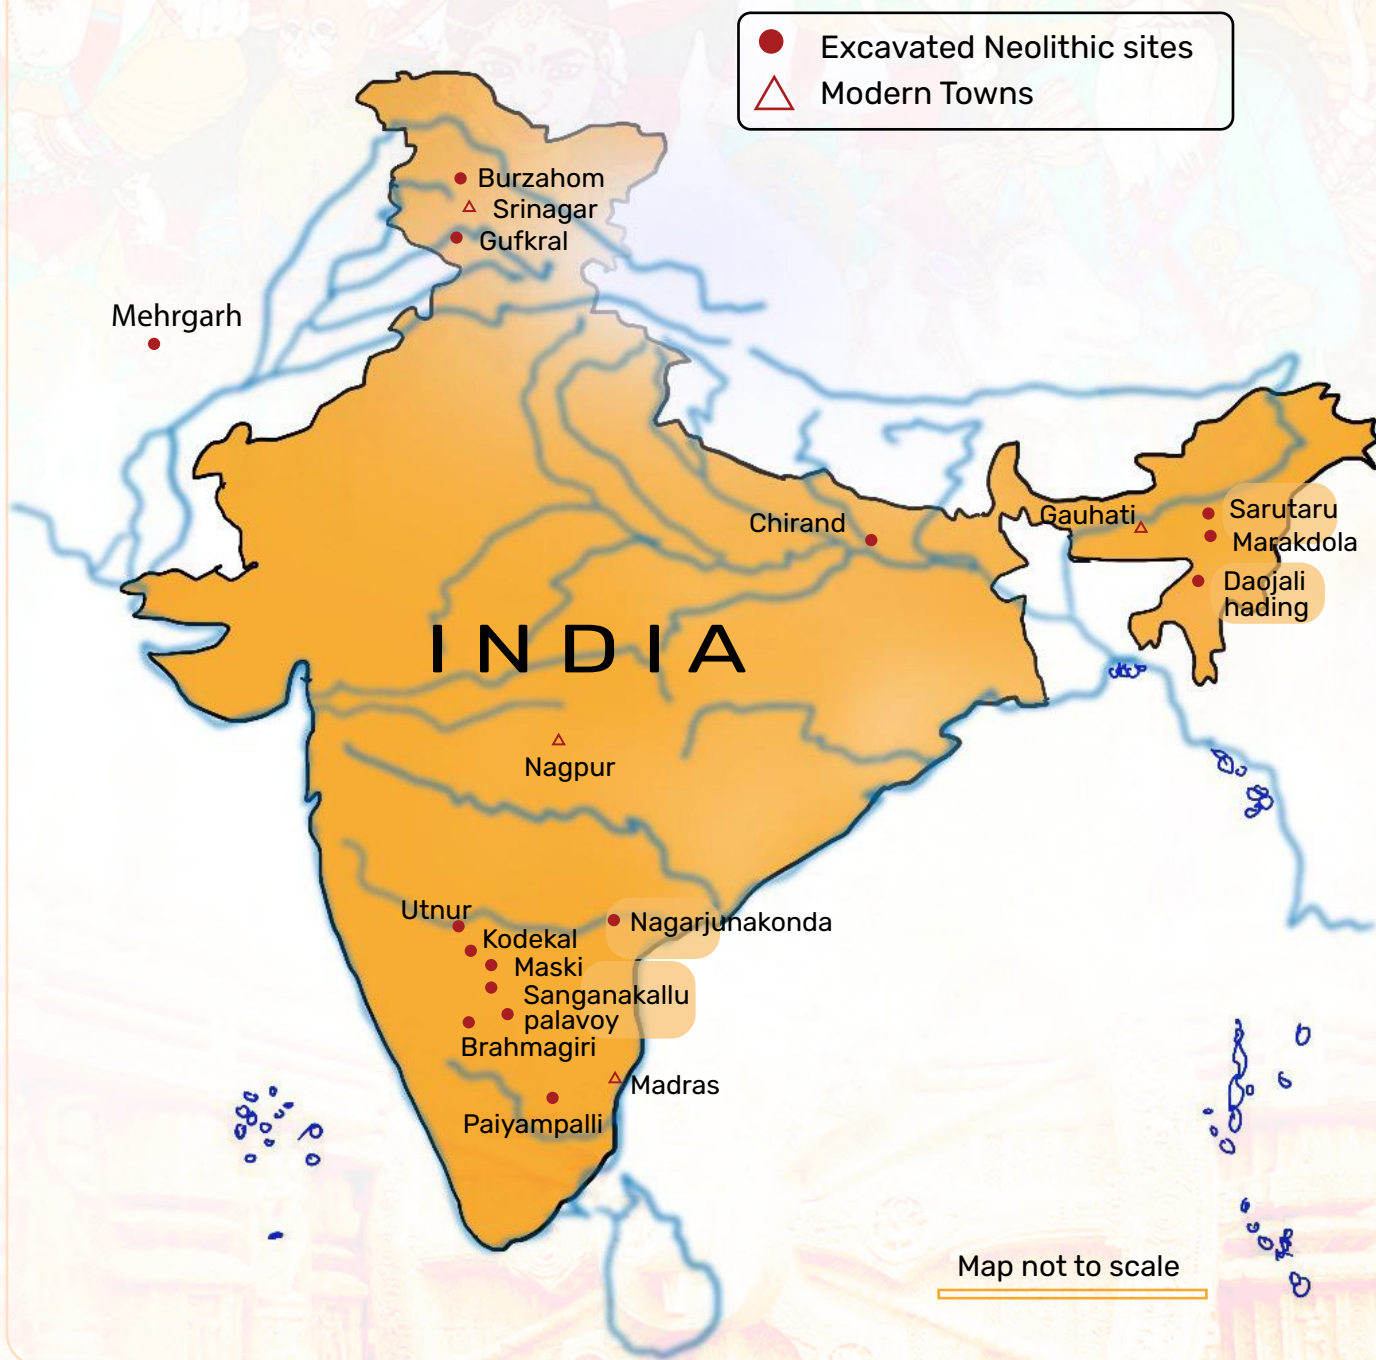 Excavated Neolithic sites
Modern Towns
Burzahom
Srinagar
Gufkral
Mehrgarh
Chirand
Gauhati
Sarutaru
Marakdola
Daojali
hading
INDIA
Nagpur
Utnur
Nagarjunakonda
Kodekal
Maski
Sanganakallu
palavoy
Brahmagiri
Madras
Paiyampalli
Map not to scale